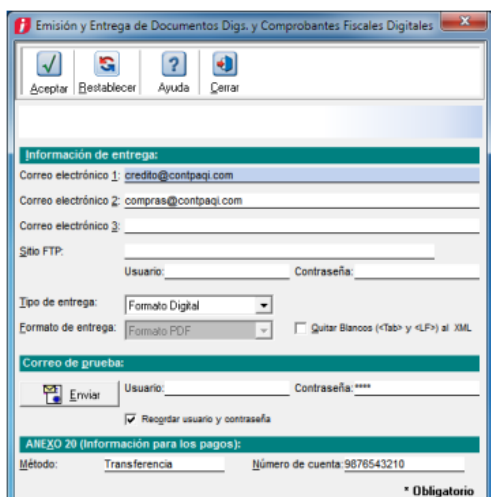 Emisión y Entrega de Documentos Digs. y Comprobantes Fiscales Digitales
Aceptar Restablecer Ayuda Cerrar
Información de entrega:
Correo electrónico 1: credito@contpaqi.com
Correo electrónico 2: compras@contpaqi.com
Correo electrónico 3:
Sitio FTP:
Usuario: Contraseña:
Tipo de entrega: Formato Digital
Formato de entrega: Formato PDF Quitar Blancos (<Tab> y <LF>) al XML
Correo de prueba:
Enviar Usuario: Contraseña: ****
Recordar usuario y contraseña
ANEXO 20 (Información para los pagos):
Método: Transferencia Número de cuenta: 9876543210
* Obligatorio